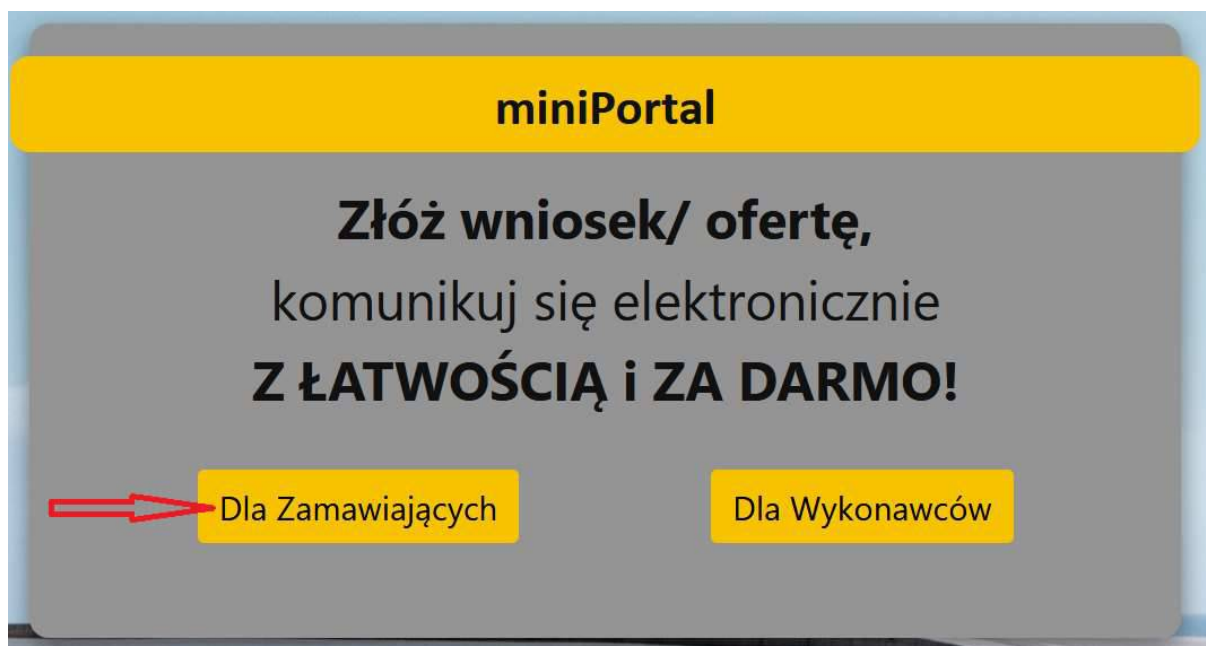 miniPortal
Złóż wniosek/ ofertę,
komunikuj się elektronicznie
Z ŁATWOŚCIĄ i ZA DARMO!
Dla Zamawiających
Dla Wykonawców